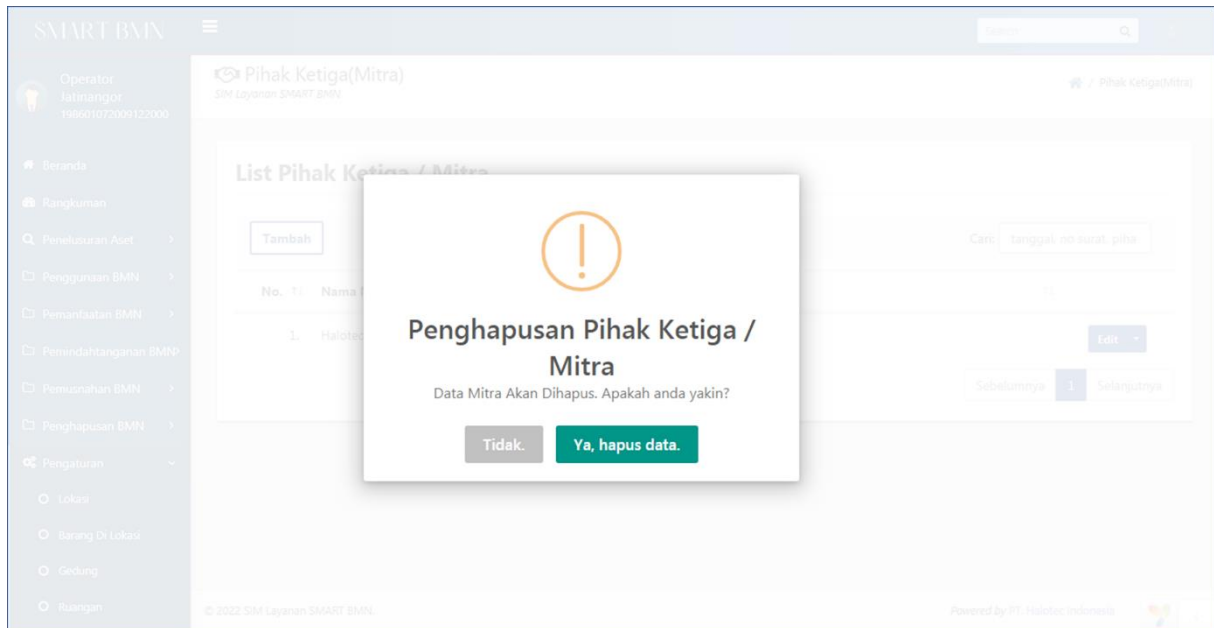 SMART BMN
Search
Operator
Jatinangor
198601072009122000
Pihak Ketiga(Mitra)
SIM Layanan SMART BMN
/ Pihak Ketiga(Mitra)
Beranda
Rangkuman
Penelusuran Aset
Penggunaan BMN
Pemanfaatan BMN
Pemindahtanganan BMN
Pemusnahan BMN
Penghapusan BMN
Pengaturan
Lokasi
Barang Di Lokasi
Gedung
Ruangan
List Pihak Ketiga / Mitra
Tambah
Cari: tanggal, no surat, piha
No. Nama
1. Halotec
Edit
Sebelumnya 1 Selanjutnya
Penghapusan Pihak Ketiga /
Mitra
Data Mitra Akan Dihapus. Apakah anda yakin?
Tidak. Ya, hapus data.
© 2022 SIM Layanan SMART BMN.
Powered by PT. Halotec Indonesia